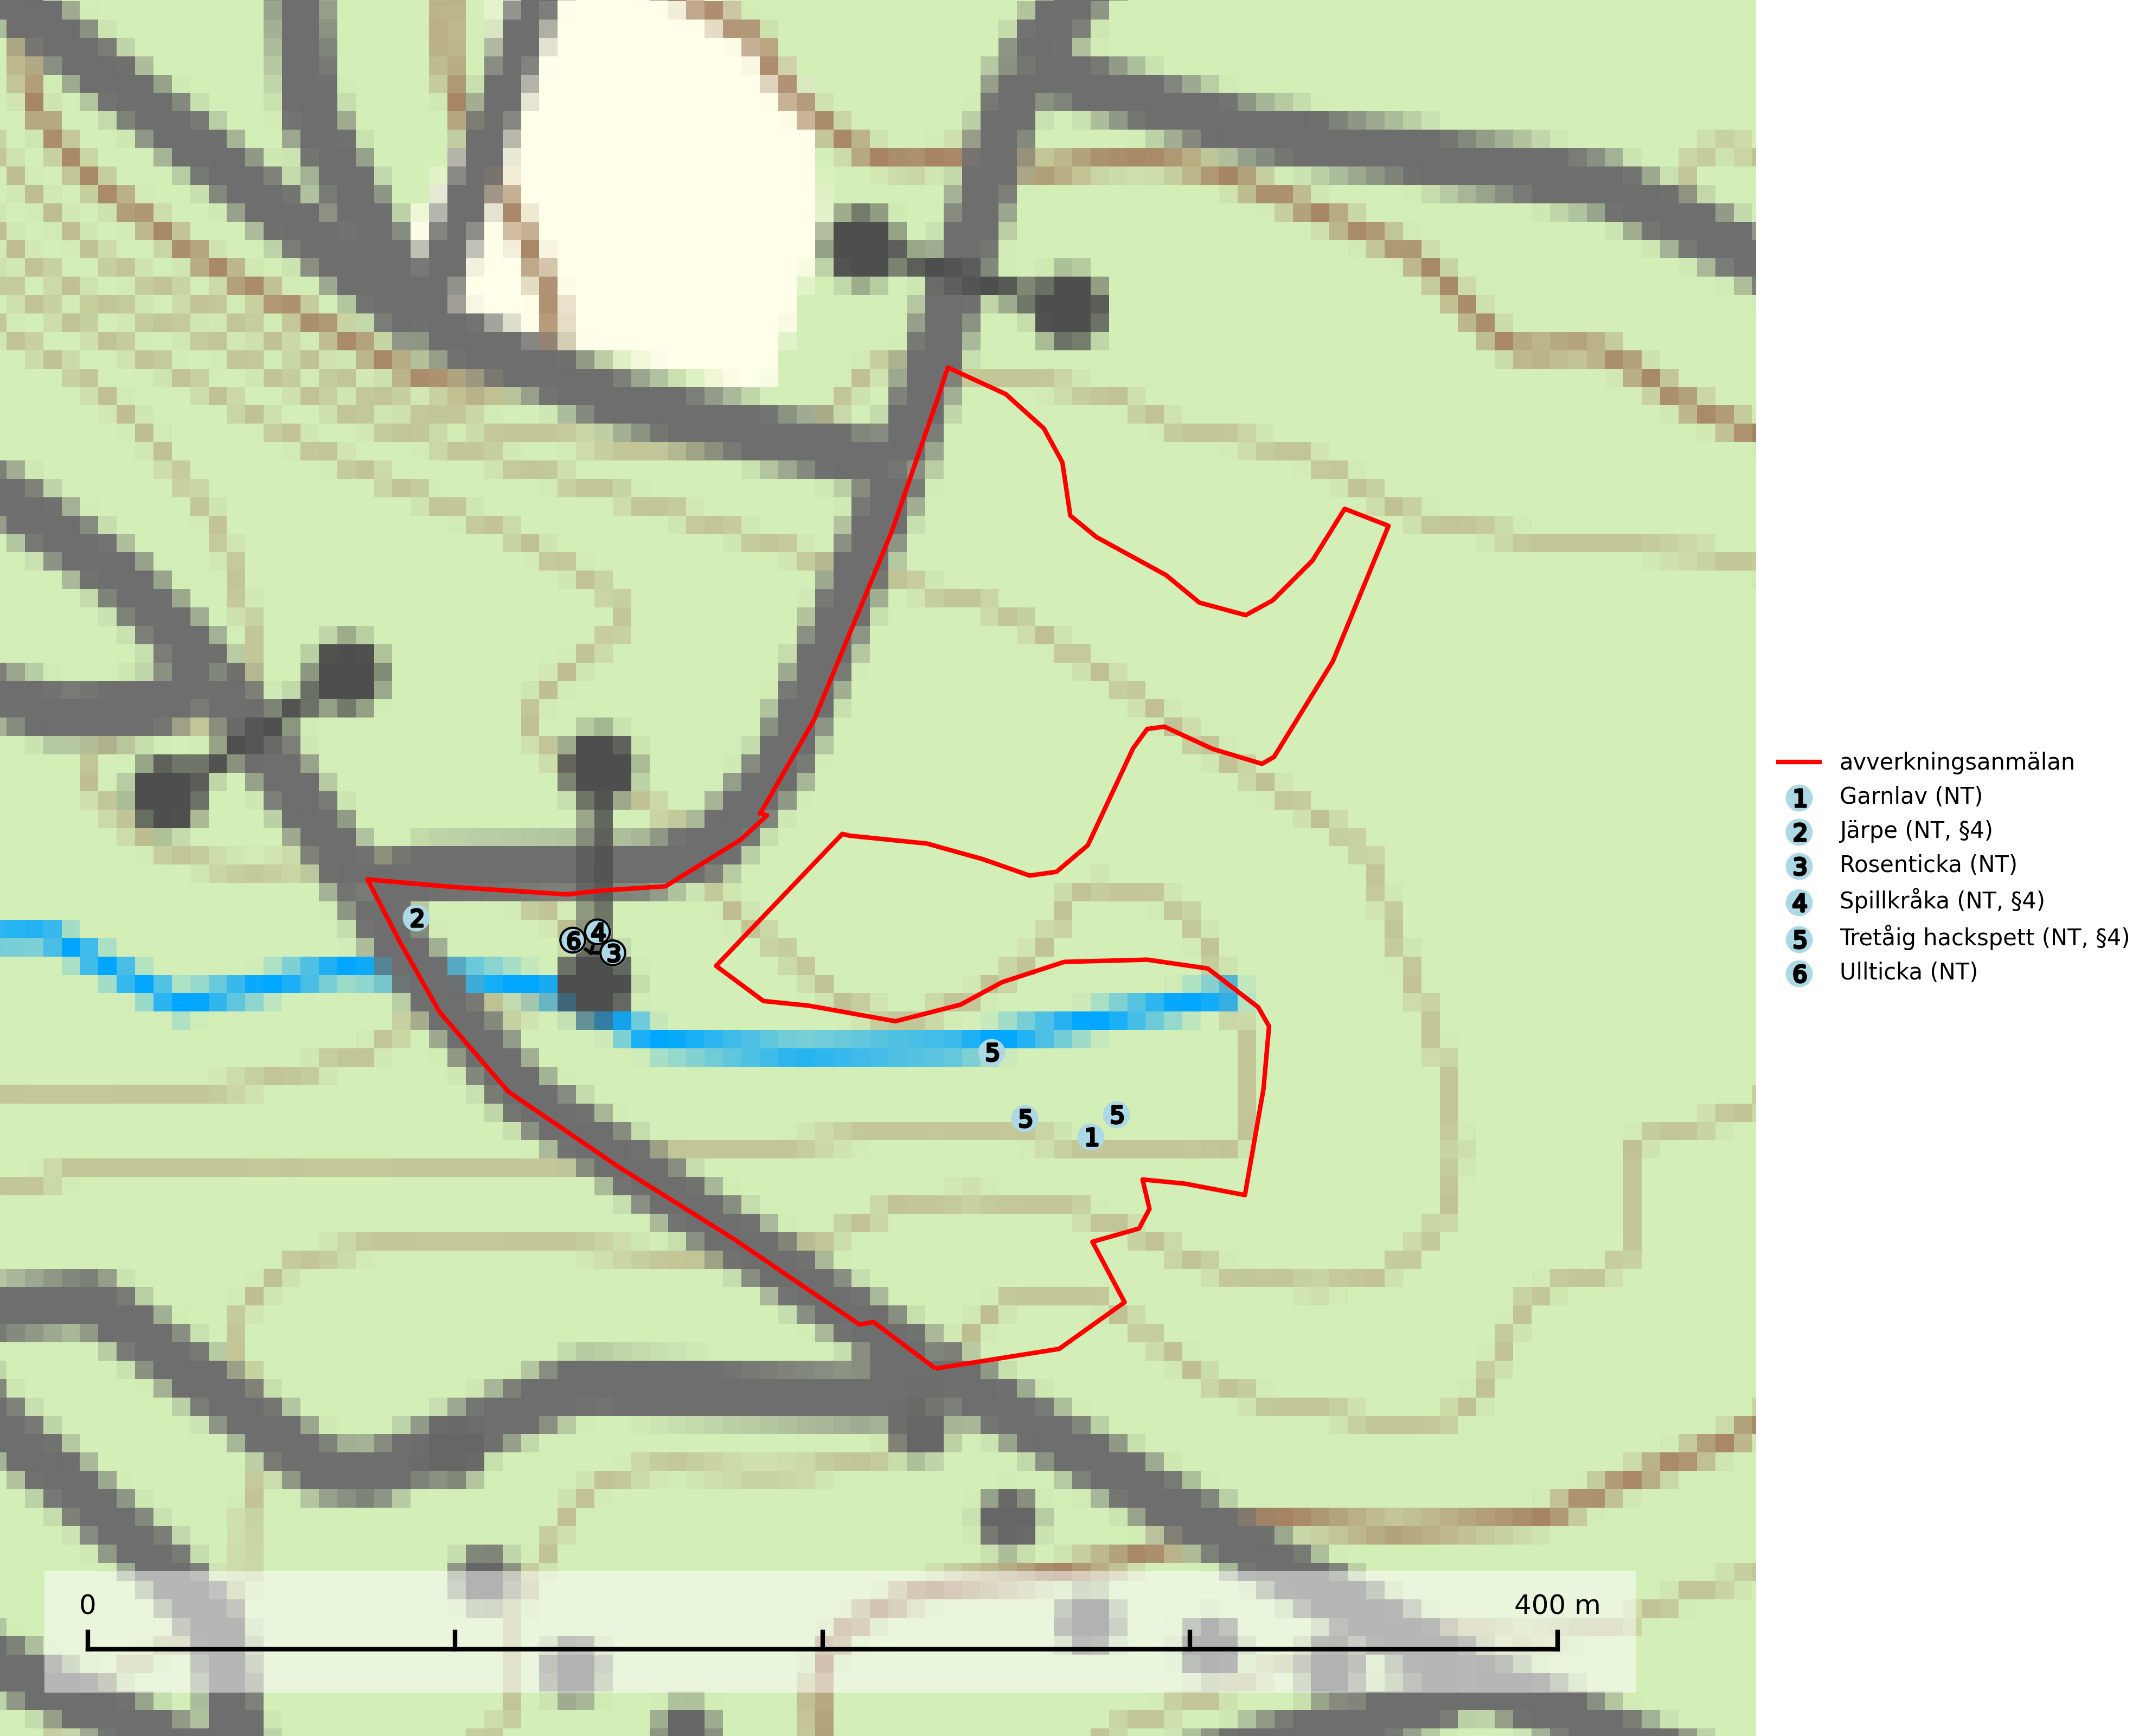 avverkningsanmälan
1 Garnlav (NT)
2 Järpe (NT, §4)
3 Rosenticka (NT)
4 Spillkråka (NT, §4)
5 Tretåig hackspett (NT, §4)
6 Ullticka (NT)
2
6 4 3
5
5 5
1
0 400 m